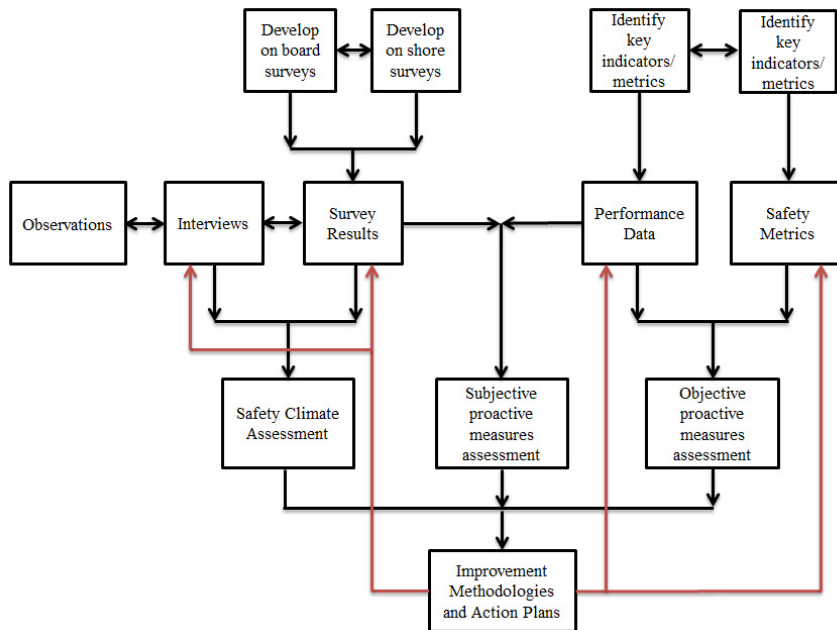 Develop
on board
surveys
Develop
on shore
surveys
Identify
key
indicators/
metrics
Identify
key
indicators/
metrics
Observations
Interviews
Survey
Results
Performance
Data
Safety
Metrics
Safety Climate
Assessment
Subjective
proactive
measures
assessment
Objective
proactive
measures
assessment
Improvement
Methodologies
and Action Plans